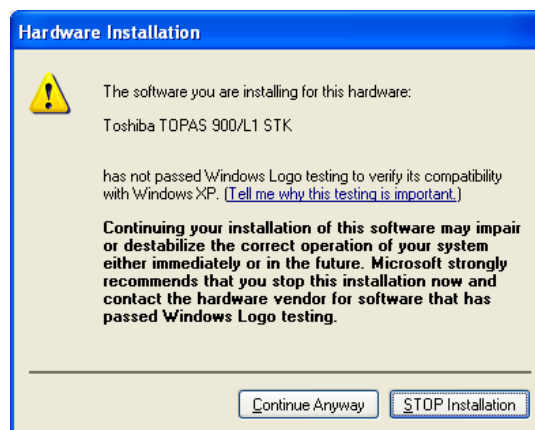 Hardware Installation
The software you are installing for this hardware:
Toshiba TOPAS 900/L1 STK
has not passed Windows Logo testing to verify its compatibility
with Windows XP. (Tell me why this testing is important.)
Continuing your installation of this software may impair
or destabilize the correct operation of your system
either immediately or in the future. Microsoft strongly
recommends that you stop this installation now and
contact the hardware vendor for software that has
passed Windows Logo testing.
Continue Anyway
STOP Installation